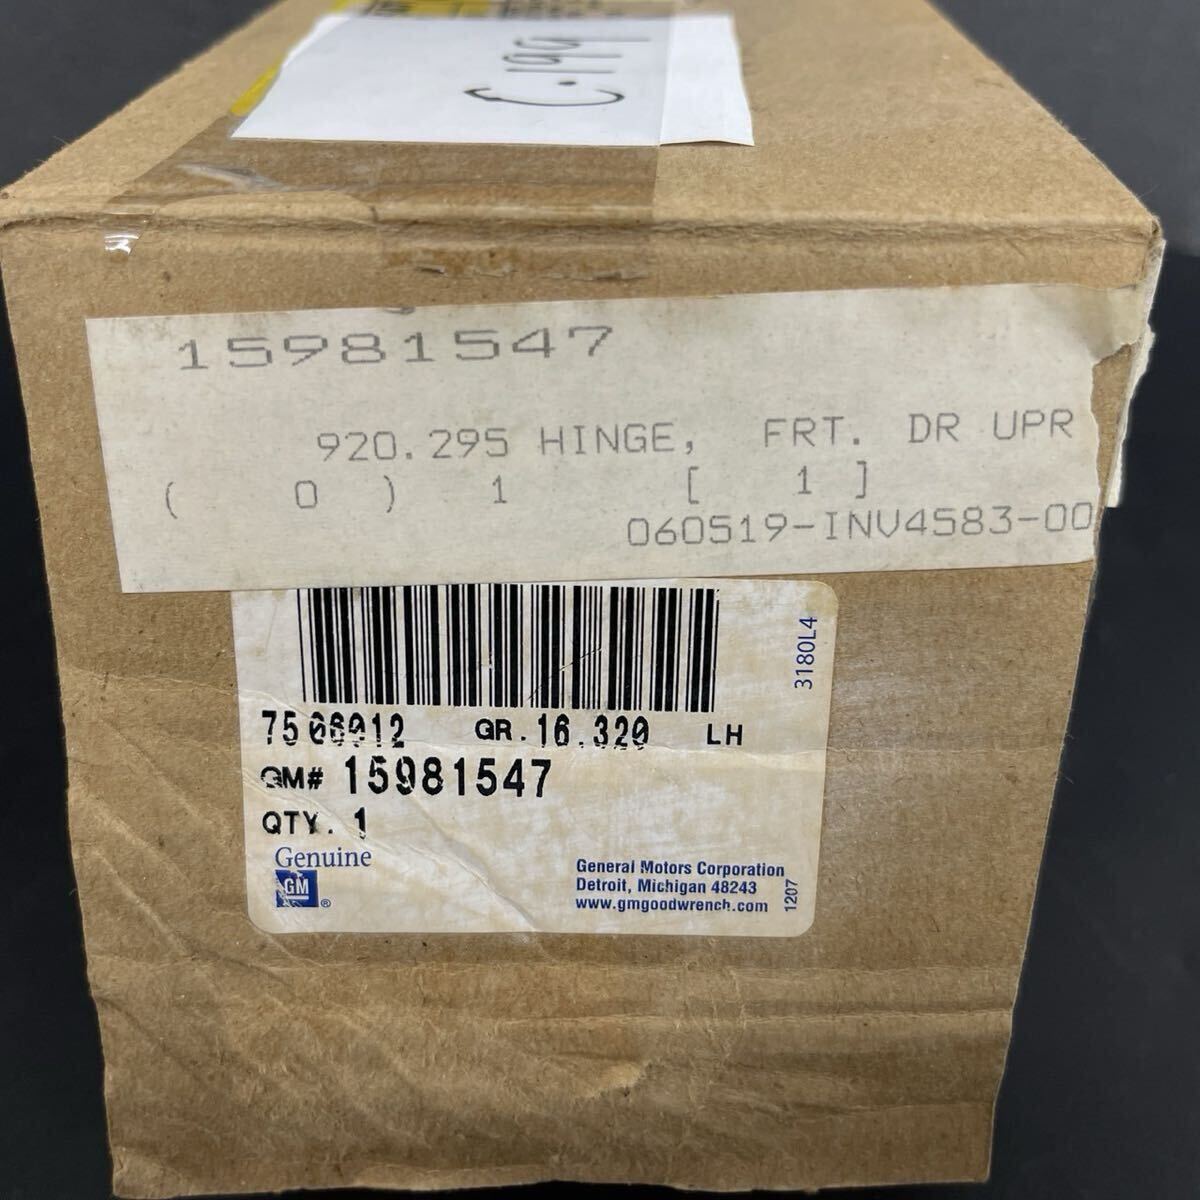 C.199
15981547
920.295 HINGE, FRT. DR UPR
( 0 ) 1 [ 1 ]
060519-INV4583-00
3180L4
7506012 GR. 16.320 LH
GM# 15981547
QTY. 1
Genuine
GM ®
General Motors Corporation
Detroit, Michigan 48243
www.gmgoodwrench.com
1207